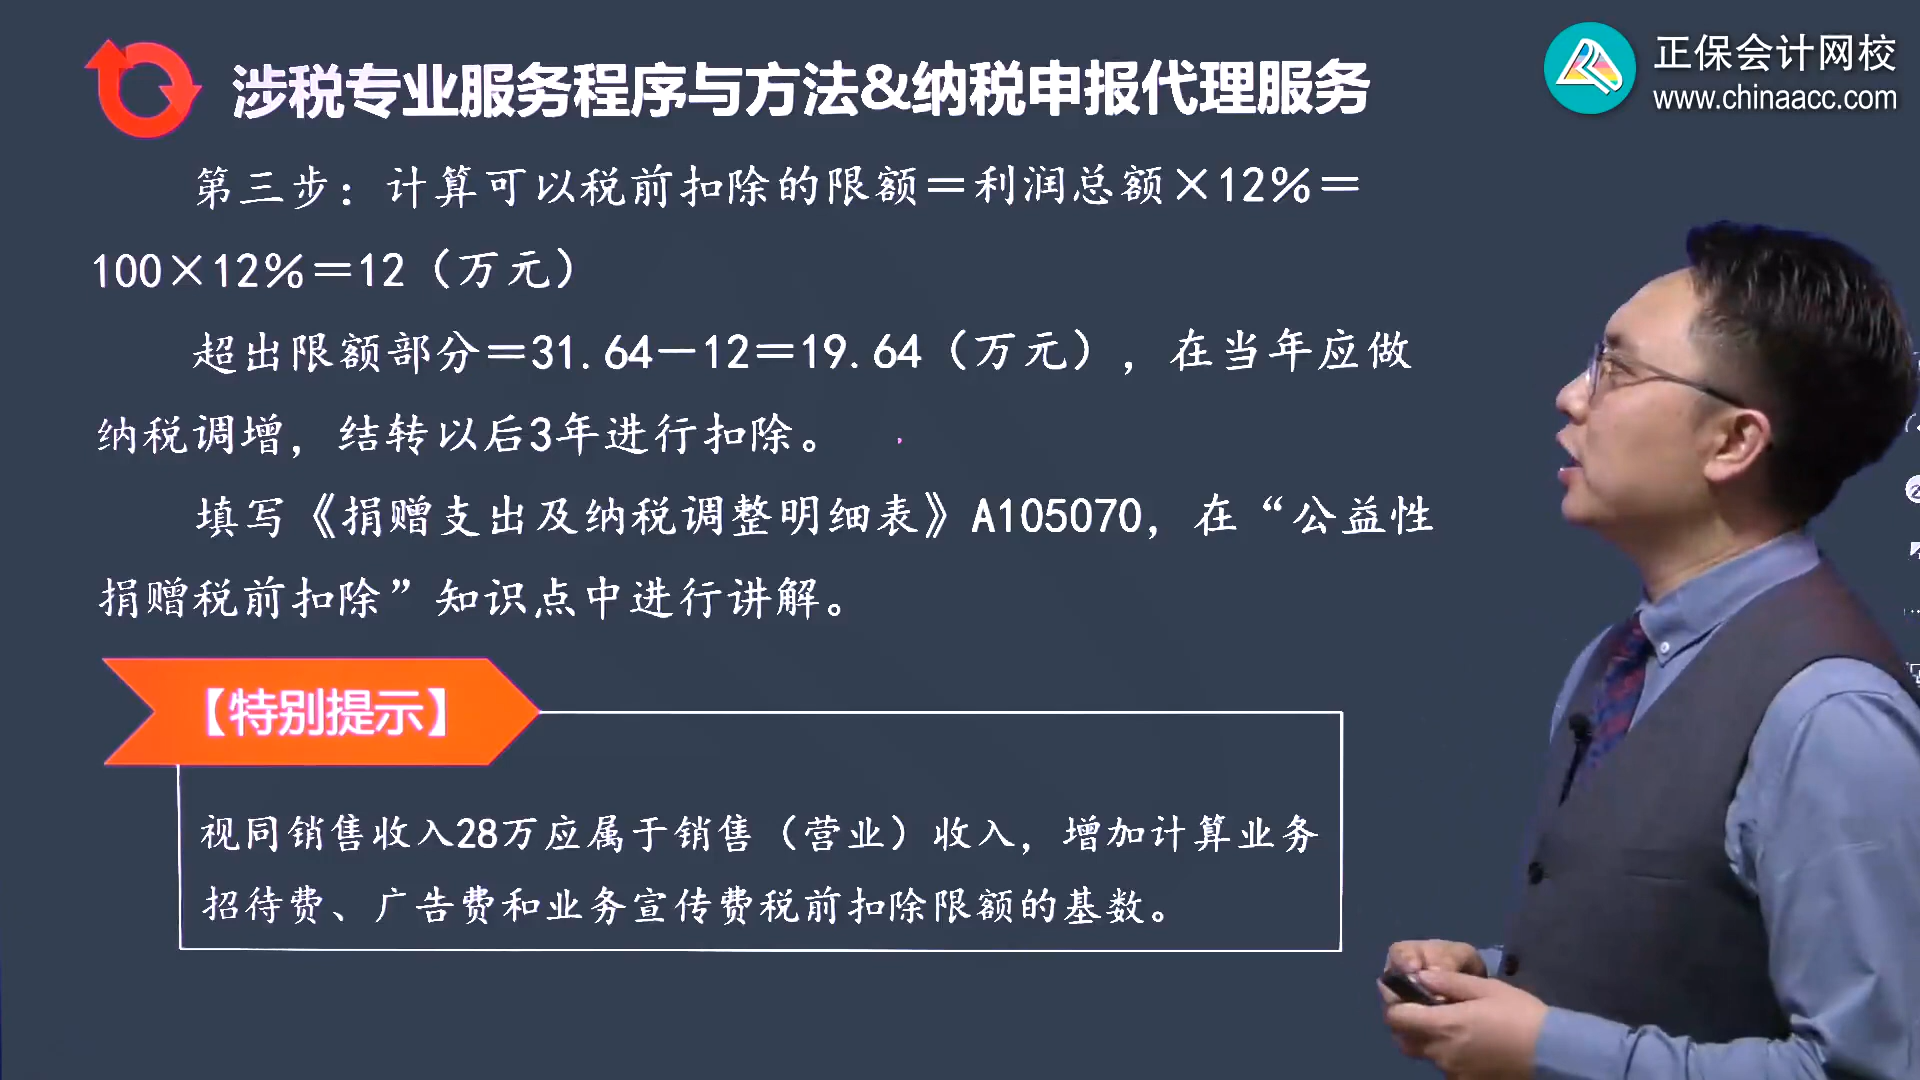 涉税专业服务程序与方法&纳税申报代理服务
正保会计网校
www.chinaacc.com
第三步：计算可以税前扣除的限额＝利润总额×12%＝
100×12%＝12（万元）
超出限额部分＝31.64－12＝19.64（万元），在当年应做
纳税调增，结转以后3年进行扣除。
填写《捐赠支出及纳税调整明细表》A105070，在“公益性
捐赠税前扣除”知识点中进行讲解。
【特别提示】
视同销售收入28万应属于销售（营业）收入，增加计算业务
招待费、广告费和业务宣传费税前扣除限额的基数。